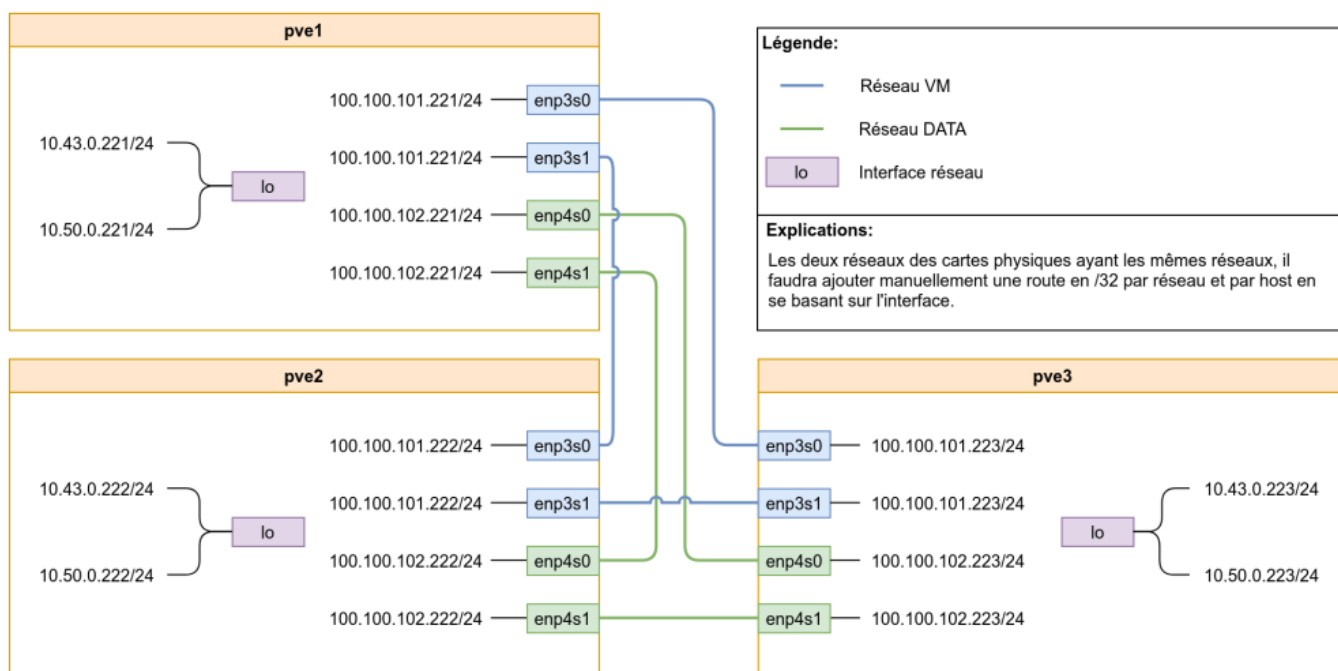 pve1
100.100.101.221/24
enp3s0
100.100.101.221/24
enp3s1
10.43.0.221/24
lo
10.50.0.221/24
100.100.102.221/24
enp4s0
100.100.102.221/24
enp4s1
Légende:
Réseau VM
Réseau DATA
lo
Interface réseau
Explications:
Les deux réseaux des cartes physiques ayant les mêmes réseaux, il
faudra ajouter manuellement une route en /32 par réseau et par host en
se basant sur l'interface.
pve2
100.100.101.222/24
enp3s0
10.43.0.222/24
lo
10.50.0.222/24
100.100.101.222/24
enp3s1
100.100.102.222/24
enp4s0
100.100.102.222/24
enp4s1
pve3
enp3s0
100.100.101.223/24
enp3s1
100.100.101.223/24
enp4s0
100.100.102.223/24
enp4s1
100.100.102.223/24
lo
10.43.0.223/24
10.50.0.223/24